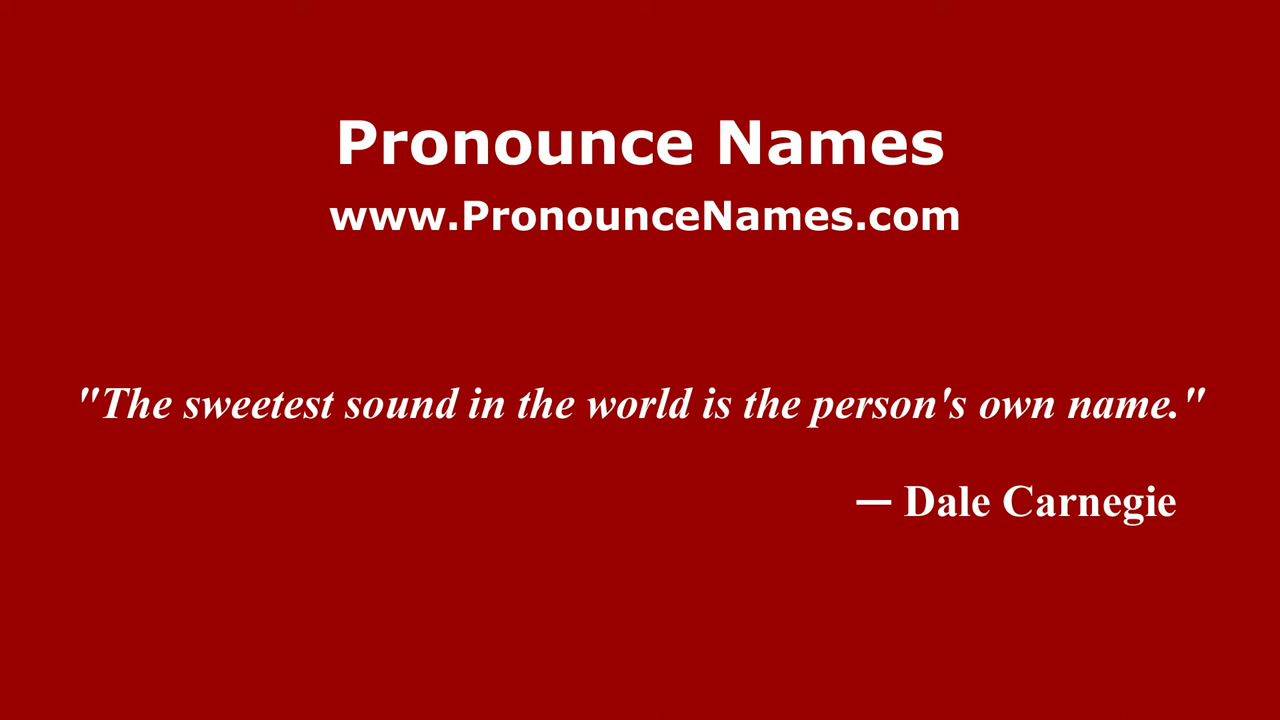 Pronounce Names
www.PronounceNames.com
"The sweetest sound in the world is the person's own name."
— Dale Carnegie